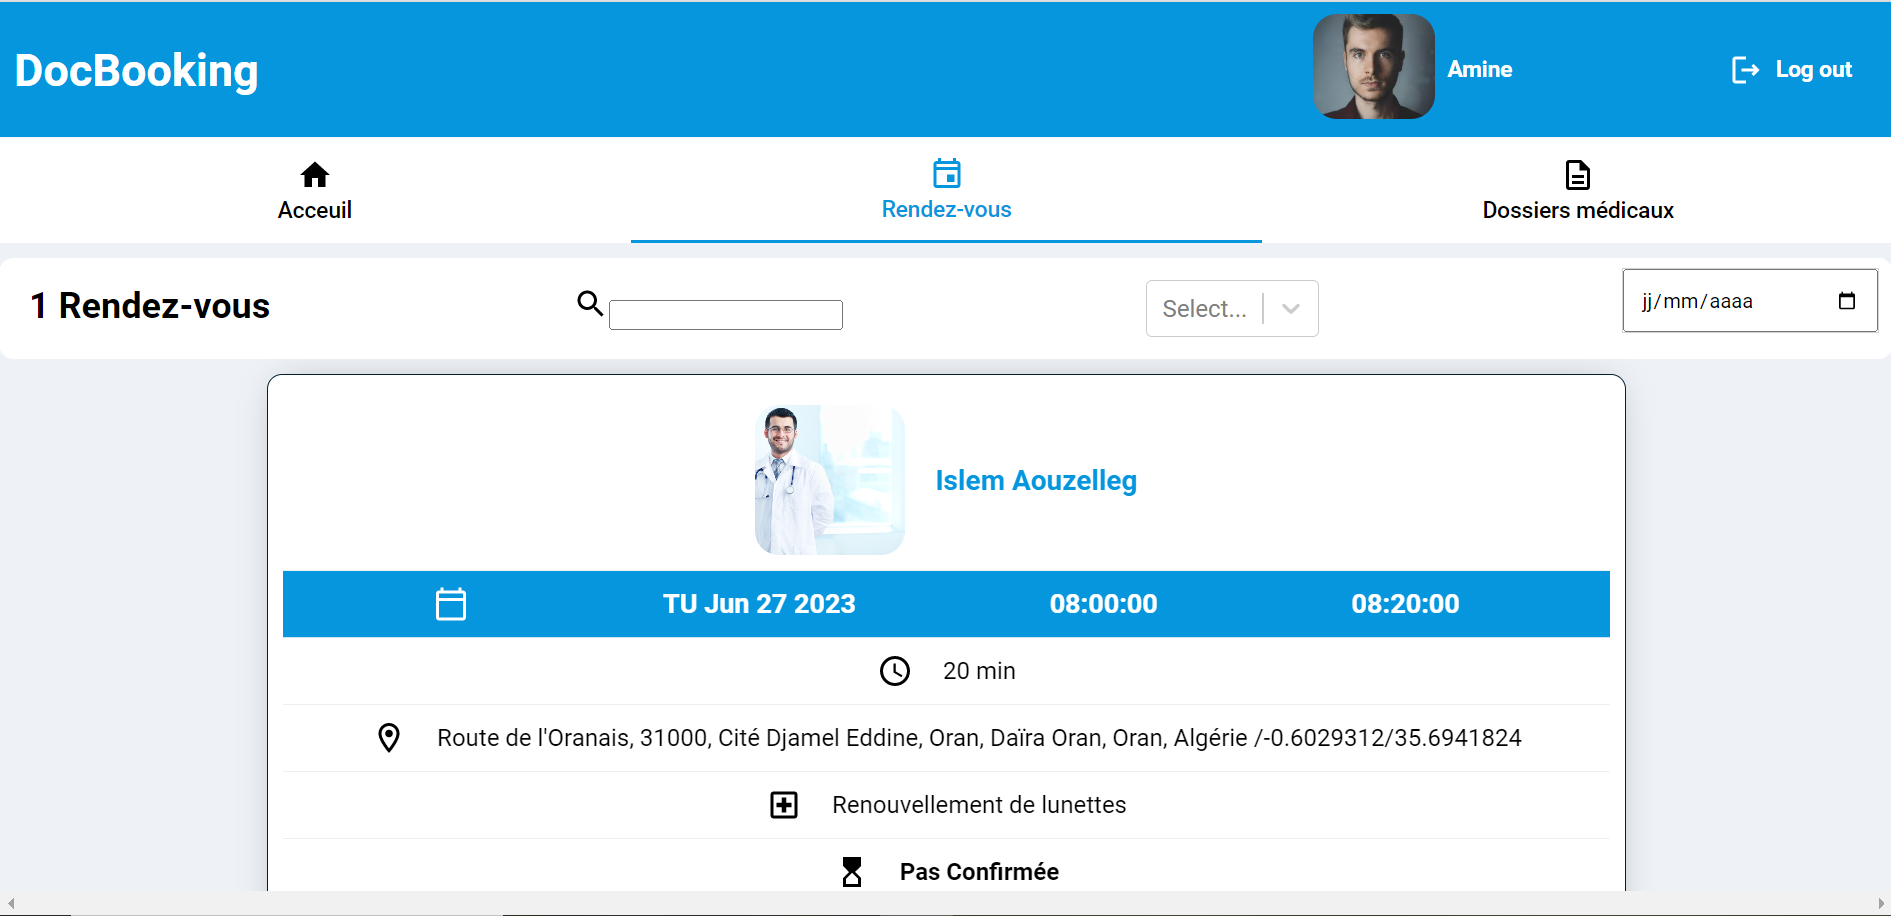 DocBooking
Amine
Log out
Acceuil
Rendez-vous
Dossiers médicaux
1 Rendez-vous
Select...
jj/mm/aaaa
Islem Aouzelleg
TU Jun 27 2023 08:00:00 08:20:00
20 min
Route de l'Oranais, 31000, Cité Djamel Eddine, Oran, Daïra Oran, Oran, Algérie /-0.6029312/35.6941824
Renouvellement de lunettes
Pas Confirmée